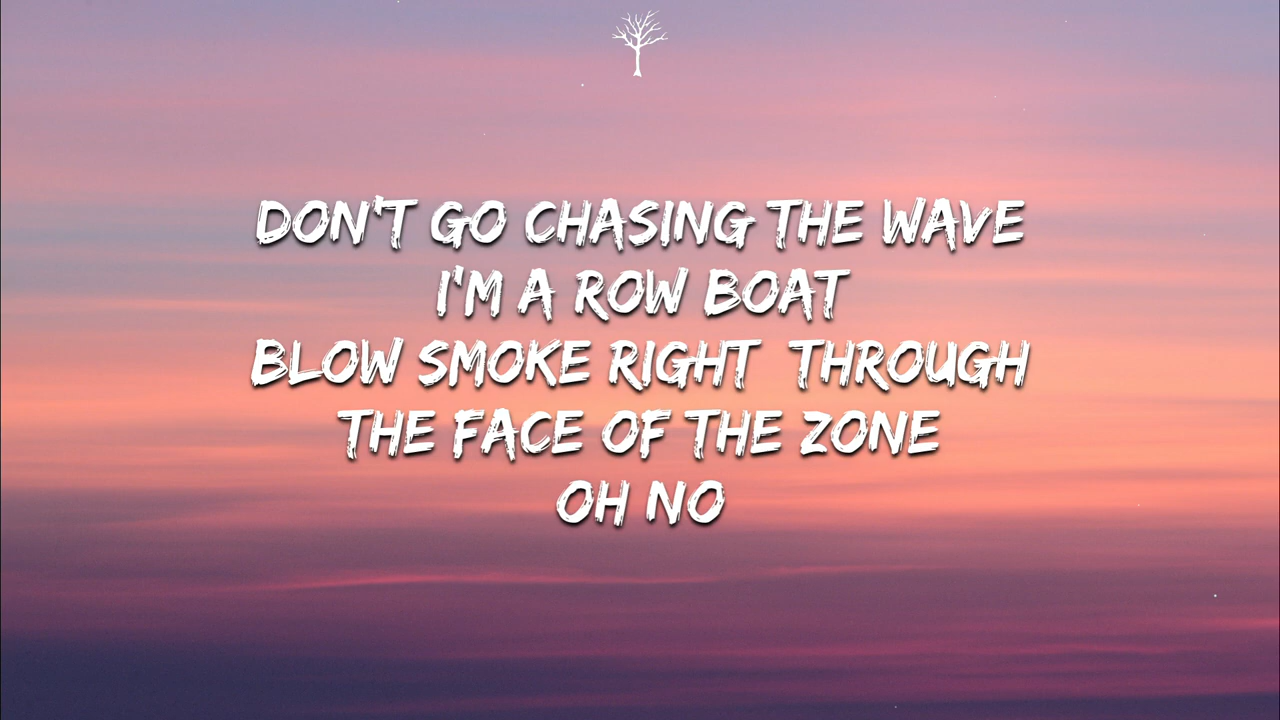 DON'T GO CHASING THE WAVE
I'M A ROW BOAT
BLOW SMOKE RIGHT THROUGH
THE FACE OF THE ZONE
OH NO